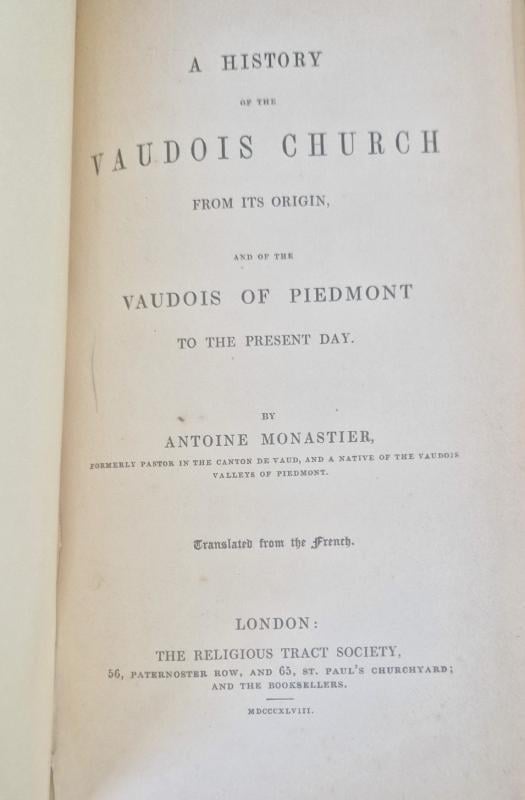 A HISTORY
OF THE
VAUDOIS CHURCH
FROM ITS ORIGIN,
AND OF THE
VAUDOIS OF PIEDMONT
TO THE PRESENT DAY.
BY
ANTOINE MONASTIER,
FORMERLY PASTOR IN THE CANTON DE VAUD, AND A NATIVE OF THE VAUDOIS
VALLEYS OF PIEDMONT.
Translated from the French.
LONDON:
THE RELIGIOUS TRACT SOCIETY,
56, PATERNOSTER ROW, AND 65, ST. PAUL'S CHURCHYARD;
AND THE BOOKSELLERS.
MDCCCXLVIII.